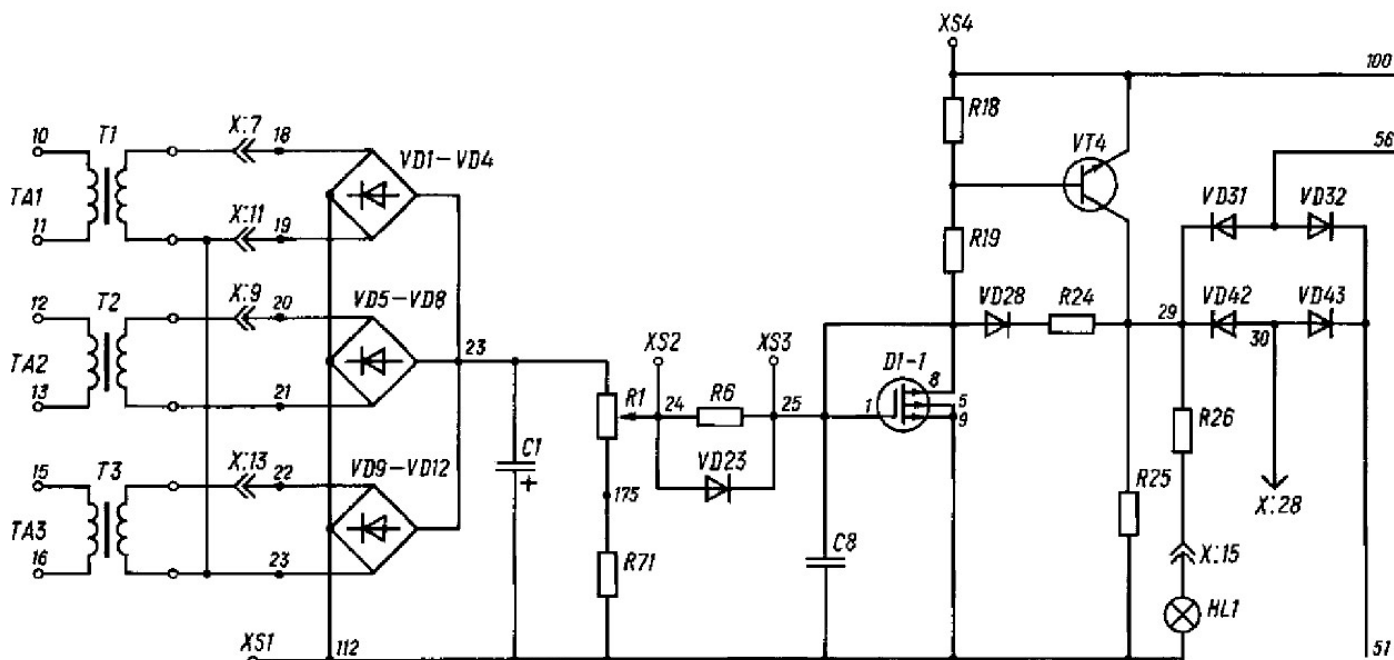 XS4
100
R18
X:7
18
10
T1
VD1-VD4
VT4
56
TA1
VD31
VD32
11
X:11
19
R19
X:9
20
12
T2
VD5-VD8
VD28
R24
29
VD42
VD43
30
TA2
23
XS2
XS3
D1-1
8
13
21
R1
24
R6
25
1
5
9
R26
X:13
22
15
T3
VD9-VD12
C1
+
VD23
175
R25
X:28
TA3
16
23
R71
C8
X:15
HL1
XS1
112
51